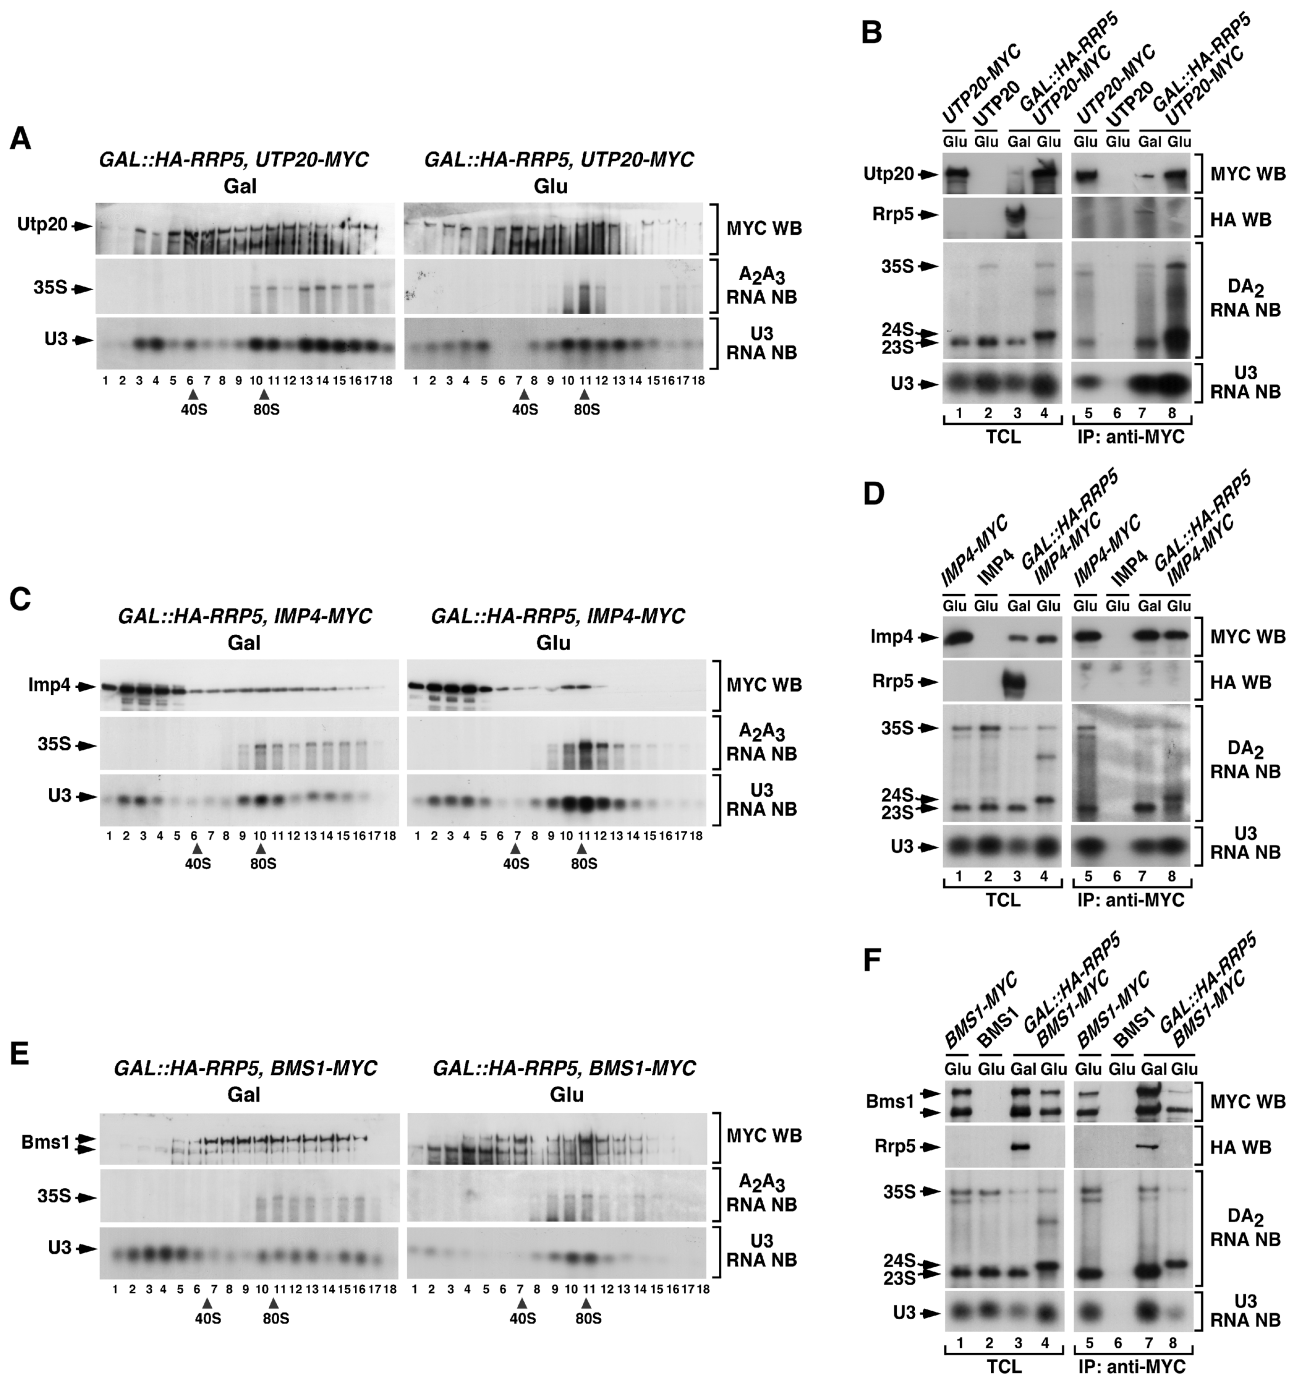 A
GAL::HA-RRP5, UTP20-MYC
Gal
GAL::HA-RRP5, UTP20-MYC
Glu
Utp20
MYC WB
35S
A2A3
RNA NB
U3
U3
RNA NB
1 2 3 4 5 6 7 8 9 10 11 12 13 14 15 16 17 18
1 2 3 4 5 7 8 9 10 11 12 13 14 15 16 17 18
40S 80S
40S 80S
B
UTP20-MYC
UTP20
GAL::HA-RRP5
UTP20-MYC
UTP20-MYC
UTP20
GAL::HA-RRP5
UTP20-MYC
Glu Glu Gal Glu Glu Glu Gal Glu
Utp20
MYC WB
Rrp5
HA WB
35S
24S
23S
DA2
RNA NB
U3
U3
RNA NB
1 2 3 4 5 6 7 8
TCL IP: anti-MYC
C
GAL::HA-RRP5, IMP4-MYC
Gal
GAL::HA-RRP5, IMP4-MYC
Glu
Imp4
MYC WB
35S
A2A3
RNA NB
U3
U3
RNA NB
1 2 3 4 5 6 7 8 9 10 11 12 13 14 15 16 17 18
1 2 3 4 5 6 7 8 9 10 11 12 13 14 15 16 17 18
40S 80S
40S 80S
D
IMP4-MYC
IMP4
GAL::HA-RRP5
IMP4-MYC
IMP4-MYC
IMP4
GAL::HA-RRP5
IMP4-MYC
Glu Glu Gal Glu Glu Glu Gal Glu
Imp4
MYC WB
Rrp5
HA WB
35S
24S
23S
DA2
RNA NB
U3
U3
RNA NB
1 2 3 4 5 6 7 8
TCL IP: anti-MYC
E
GAL::HA-RRP5, BMS1-MYC
Gal
GAL::HA-RRP5, BMS1-MYC
Glu
Bms1
MYC WB
35S
A2A3
RNA NB
U3
U3
RNA NB
1 2 3 4 5 6 7 8 9 10 11 12 13 14 15 16 17 18
1 2 3 4 5 6 7 8 9 10 11 12 13 14 15 16 17 18
40S 80S
40S 80S
F
BMS1-MYC
BMS1
GAL::HA-RRP5
BMS1-MYC
BMS1-MYC
BMS1
GAL::HA-RRP5
BMS1-MYC
Glu Glu Gal Glu Glu Glu Gal Glu
Bms1
MYC WB
Rrp5
HA WB
35S
24S
23S
DA2
RNA NB
U3
U3
RNA NB
1 2 3 4 5 6 7 8
TCL IP: anti-MYC